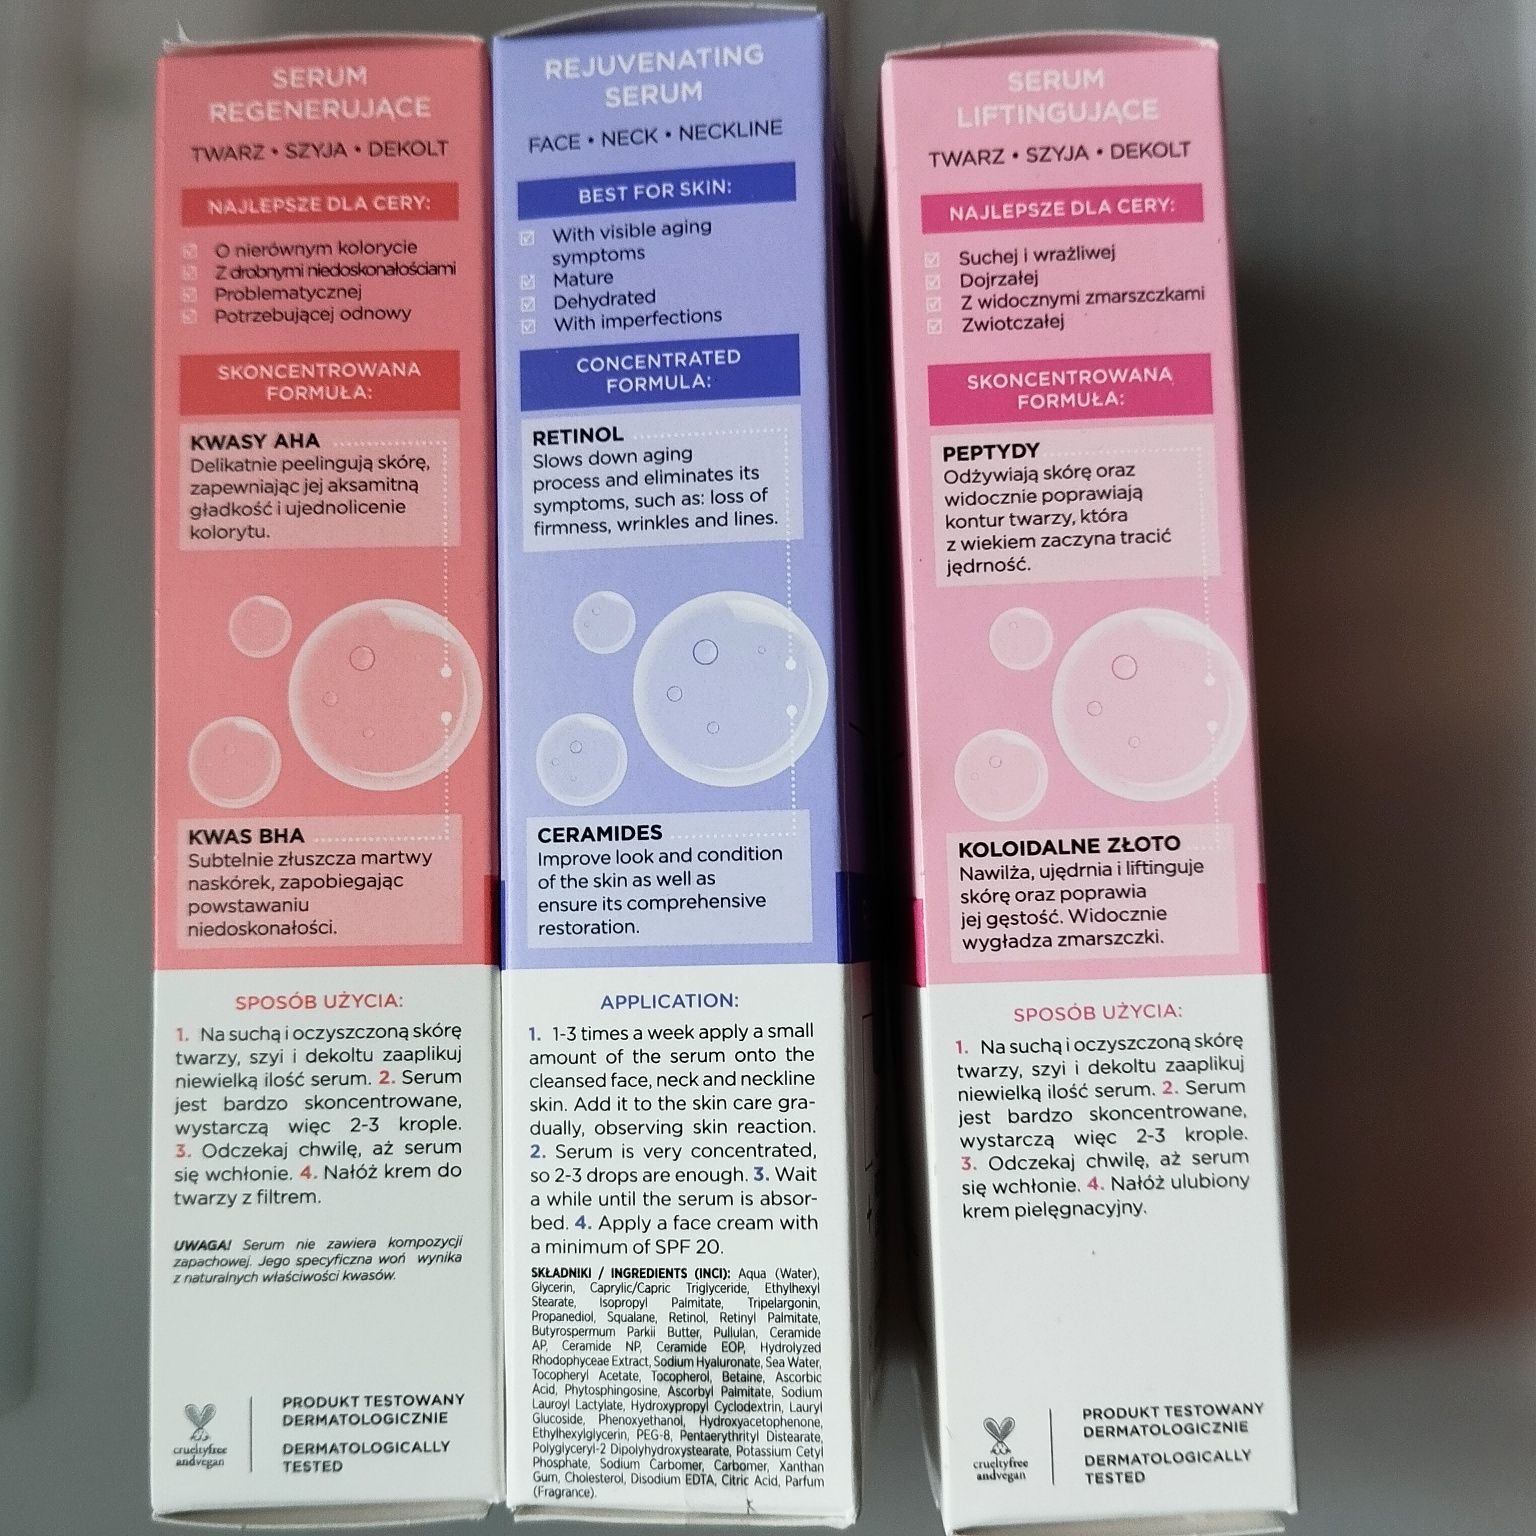 SERUM
REGENERUJĄCE
TWARZ • SZYJA • DEKOLT
NAJLEPSZE DLA CERY:
O nierównym kolorycie
Z drobnymi niedoskonałościami
Problematycznej
Potrzebującej odnowy
SKONCENTROWANA
FORMUŁA:
KWASY AHA
Delikatnie peelingują skórę,
zapewniając jej aksamitną
gładkość i ujednolicenie
kolorytu.
KWAS BHA
Subtelnie złuszcza martwy
naskórek, zapobiegając
powstawaniu
niedoskonałości.
SPOSÓB UŻYCIA:
1. Na suchą i oczyszczoną skórę
twarzy, szyi i dekoltu zaaplikuj
niewielką ilość serum. 2. Serum
jest bardzo skoncentrowane,
wystarczą więc 2-3 krople.
3. Odczekaj chwilę, aż serum
się wchłonie. 4. Nałóż krem do
twarzy z filtrem.
UWAGA! Serum nie zawiera kompozycji
zapachowej. Jego specyficzna woń wynika
z naturalnych właściwości kwasów.
crueltyfree
andvegan
PRODUKT TESTOWANY
DERMATOLOGICZNIE
DERMATOLOGICALLY
TESTED
REJUVENATING
SERUM
FACE • NECK • NECKLINE
BEST FOR SKIN:
With visible aging
symptoms
Mature
Dehydrated
With imperfections
CONCENTRATED
FORMULA:
RETINOL
Slows down aging
process and eliminates its
symptoms, such as: loss of
firmness, wrinkles and lines.
CERAMIDES
Improve look and condition
of the skin as well as
ensure its comprehensive
restoration.
APPLICATION:
1. 1-3 times a week apply a small
amount of the serum onto the
cleansed face, neck and neckline
skin. Add it to the skin care gra-
dually, observing skin reaction.
2. Serum is very concentrated,
so 2-3 drops are enough. 3. Wait
a while until the serum is absor-
bed. 4. Apply a face cream with
a minimum of SPF 20.
SKŁADNIKI / INGREDIENTS (INCI): Aqua (Water),
Glycerin, Caprylic/Capric Triglyceride, Ethylhexyl
Stearate, Isopropyl Palmitate, Tripelargonin,
Propanediol, Squalane, Retinol, Retinyl Palmitate,
Butyrospermum Parkii Butter, Pullulan, Ceramide
AP, Ceramide NP, Ceramide EOP, Hydrolyzed
Rhodophyceae Extract, Sodium Hyaluronate, Sea Water,
Tocopheryl Acetate, Tocopherol, Betaine, Ascorbic
Acid, Phytosphingosine, Ascorbyl Palmitate, Sodium
Lauroyl Lactylate, Hydroxypropyl Cyclodextrin, Lauryl
Glucoside, Phenoxyethanol, Hydroxyacetophenone,
Ethylhexylglycerin, PEG-8, Pentaerythrityl Distearate,
Polyglyceryl-2 Dipolyhydroxystearate, Potassium Cetyl
Phosphate, Sodium Carbomer, Carbomer, Xanthan
Gum, Cholesterol, Disodium EDTA, Citric Acid, Parfum
(Fragrance).
SERUM
LIFTINGUJĄCE
TWARZ • SZYJA • DEKOLT
NAJLEPSZE DLA CERY:
Suchej i wrażliwej
Dojrzałej
Z widocznymi zmarszczkami
Zwiotczałej
SKONCENTROWANA
FORMUŁA:
PEPTYDY
Odżywiają skórę oraz
widocznie poprawiają
kontur twarzy, która
z wiekiem zaczyna tracić
jędrność.
KOLOIDALNE ZŁOTO
Nawilża, ujędrnia i liftinguje
skórę oraz poprawia
jej gęstość. Widocznie
wygładza zmarszczki.
SPOSÓB UŻYCIA:
1. Na suchą i oczyszczoną skórę
twarzy, szyi i dekoltu zaaplikuj
niewielką ilość serum. 2. Serum
jest bardzo skoncentrowane,
wystarczą więc 2-3 krople.
3. Odczekaj chwilę, aż serum
się wchłonie. 4. Nałóż ulubiony
krem pielęgnacyjny.
crueltyfree
andvegan
PRODUKT TESTOWANY
DERMATOLOGICZNIE
DERMATOLOGICALLY
TESTED